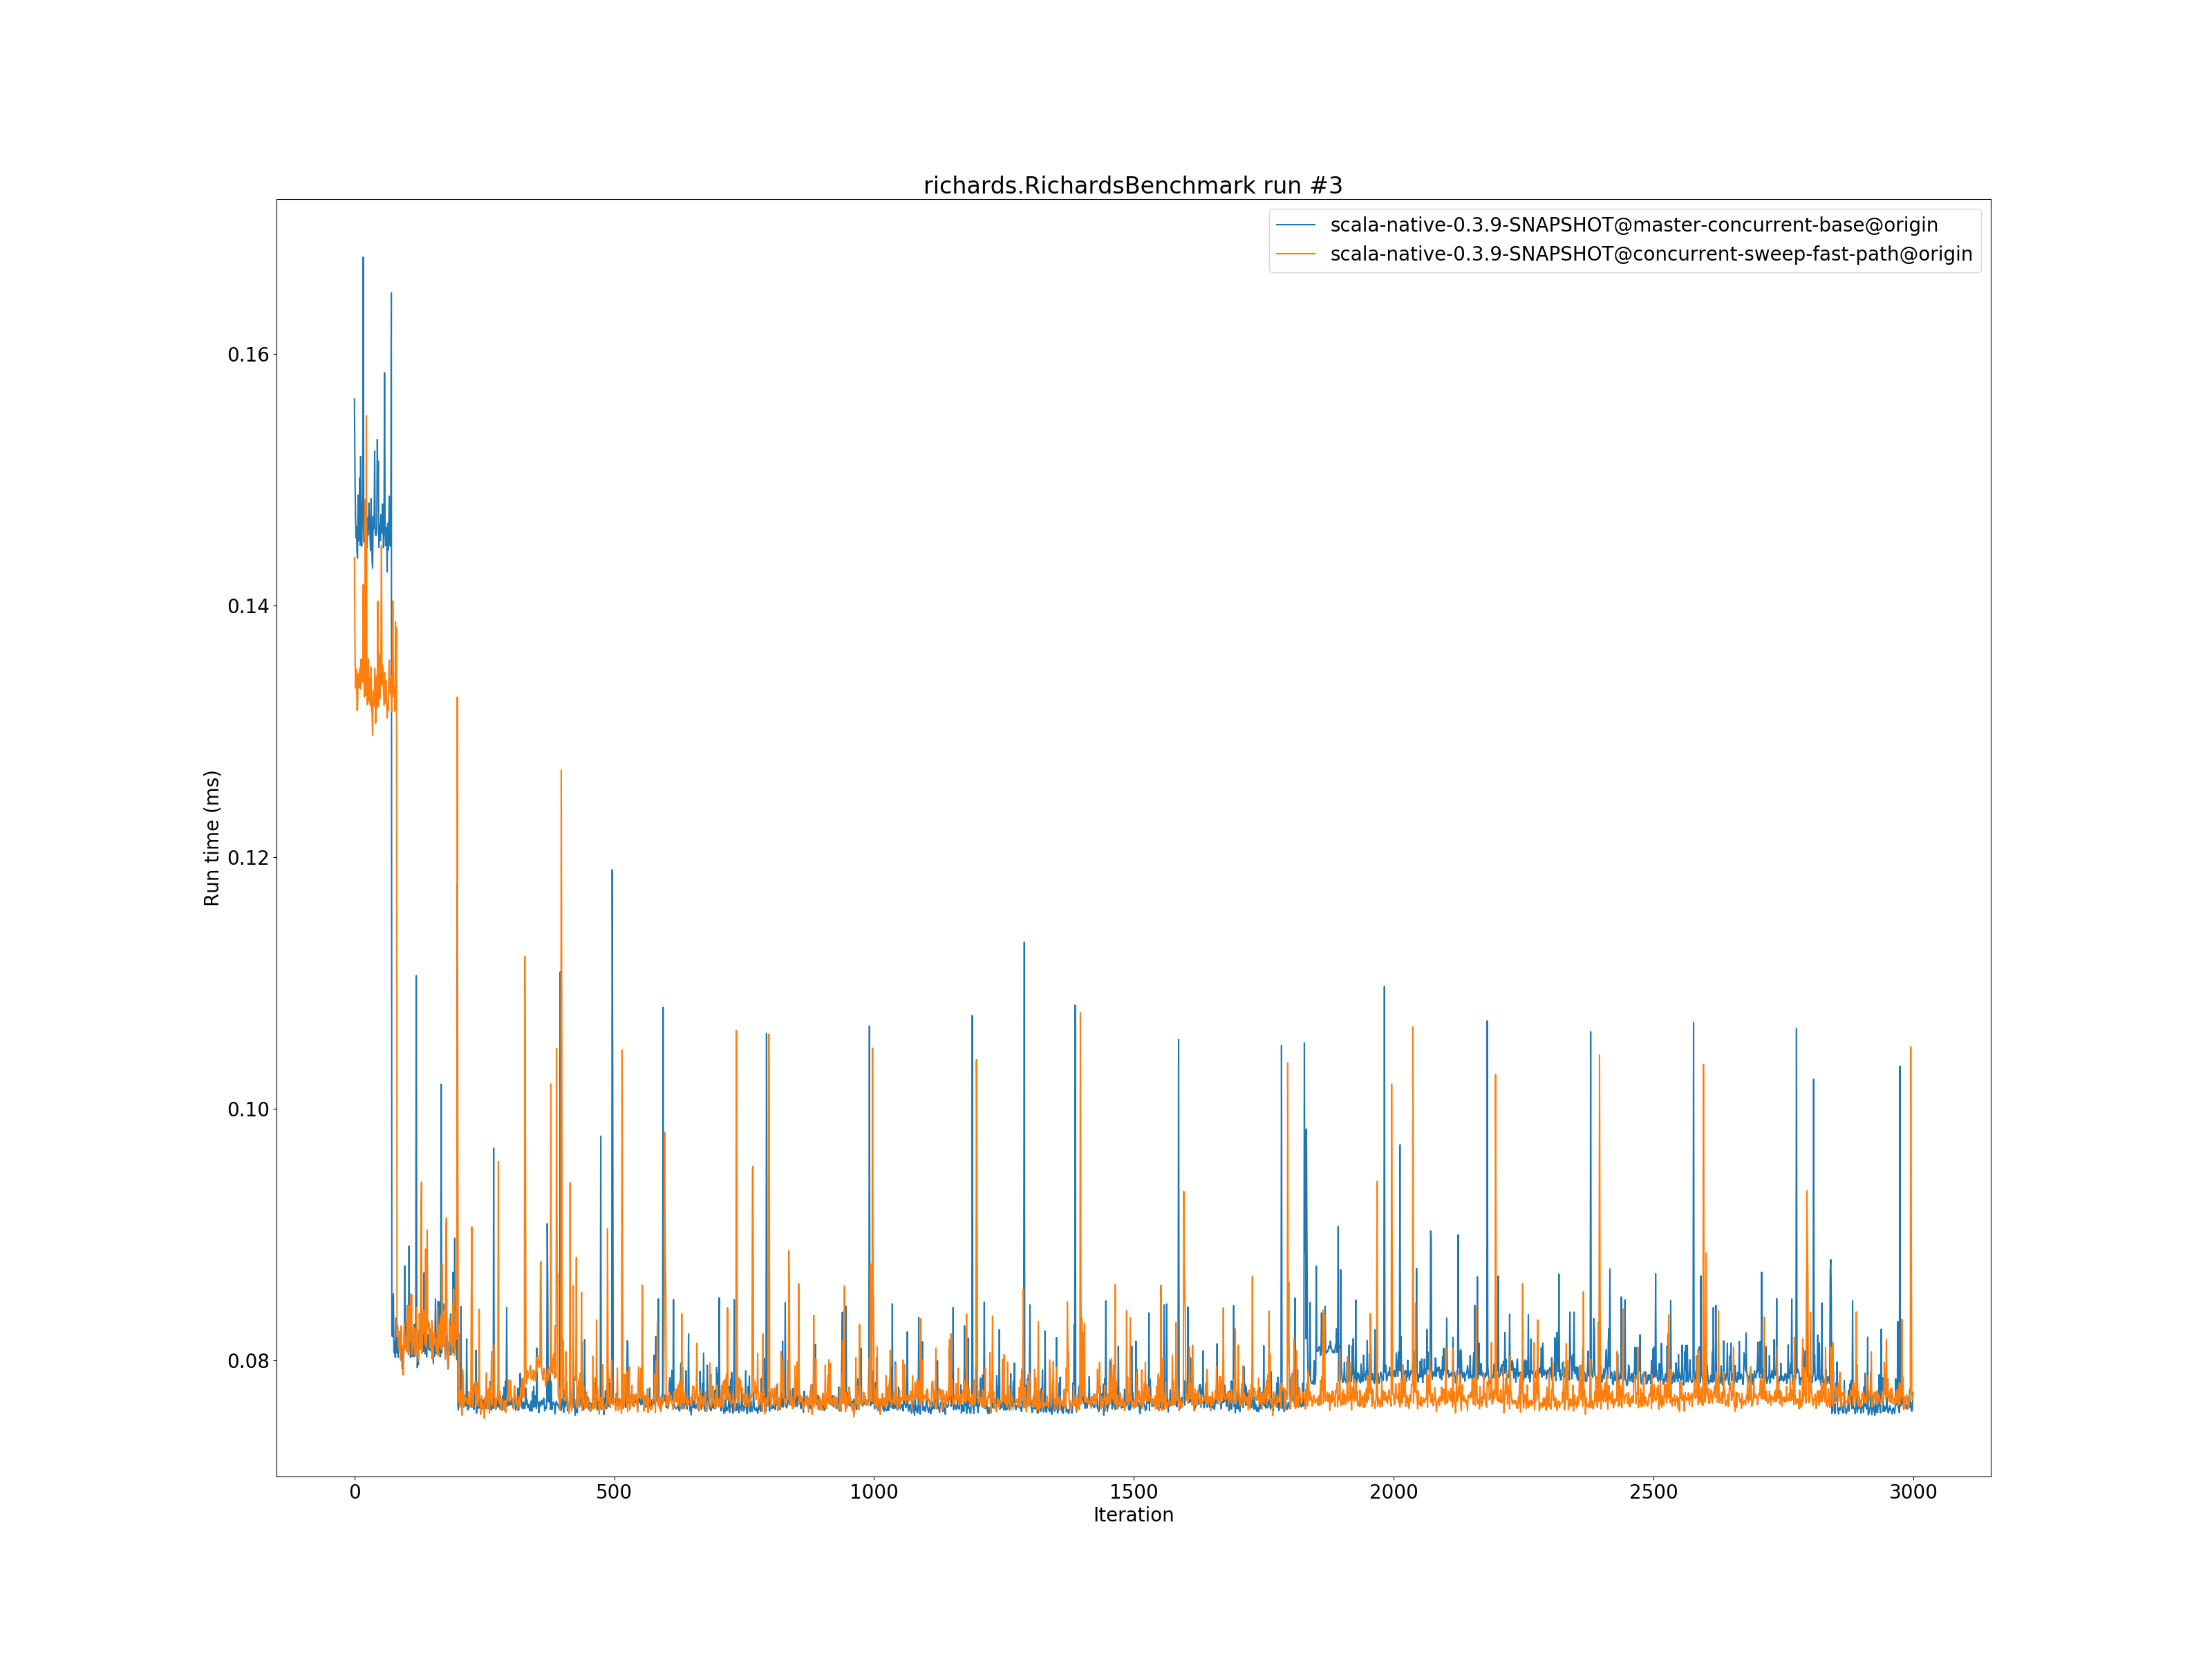 richards.RichardsBenchmark run #3
scala-native-0.3.9-SNAPSHOT@master-concurrent-base@origin
scala-native-0.3.9-SNAPSHOT@concurrent-sweep-fast-path@origin
Run time (ms)
0.16
0.14
0.12
0.10
0.08
0 500 1000 1500 2000 2500 3000
Iteration